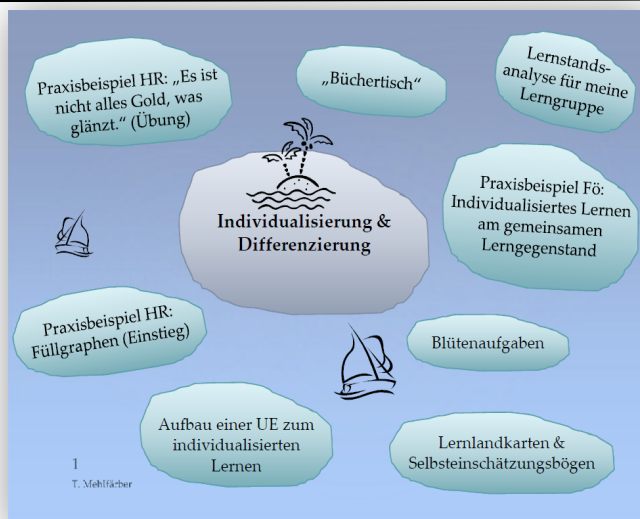 Praxisbeispiel HR: „Es ist
nicht alles Gold, was
glänzt.“ (Übung)
„Büchertisch“
Lernstands-
analyse für meine
Lerngruppe
Individualisierung &
Differenzierung
Praxisbeispiel Fö:
Individualisiertes Lernen
am gemeinsamen
Lerngegenstand
Praxisbeispiel HR:
Füllgraphen (Einstieg)
Blütenaufgaben
Aufbau einer UE zum
individualisierten
Lernen
Lernlandkarten &
Selbsteinschätzungsbögen
1
T. Mehlfärber